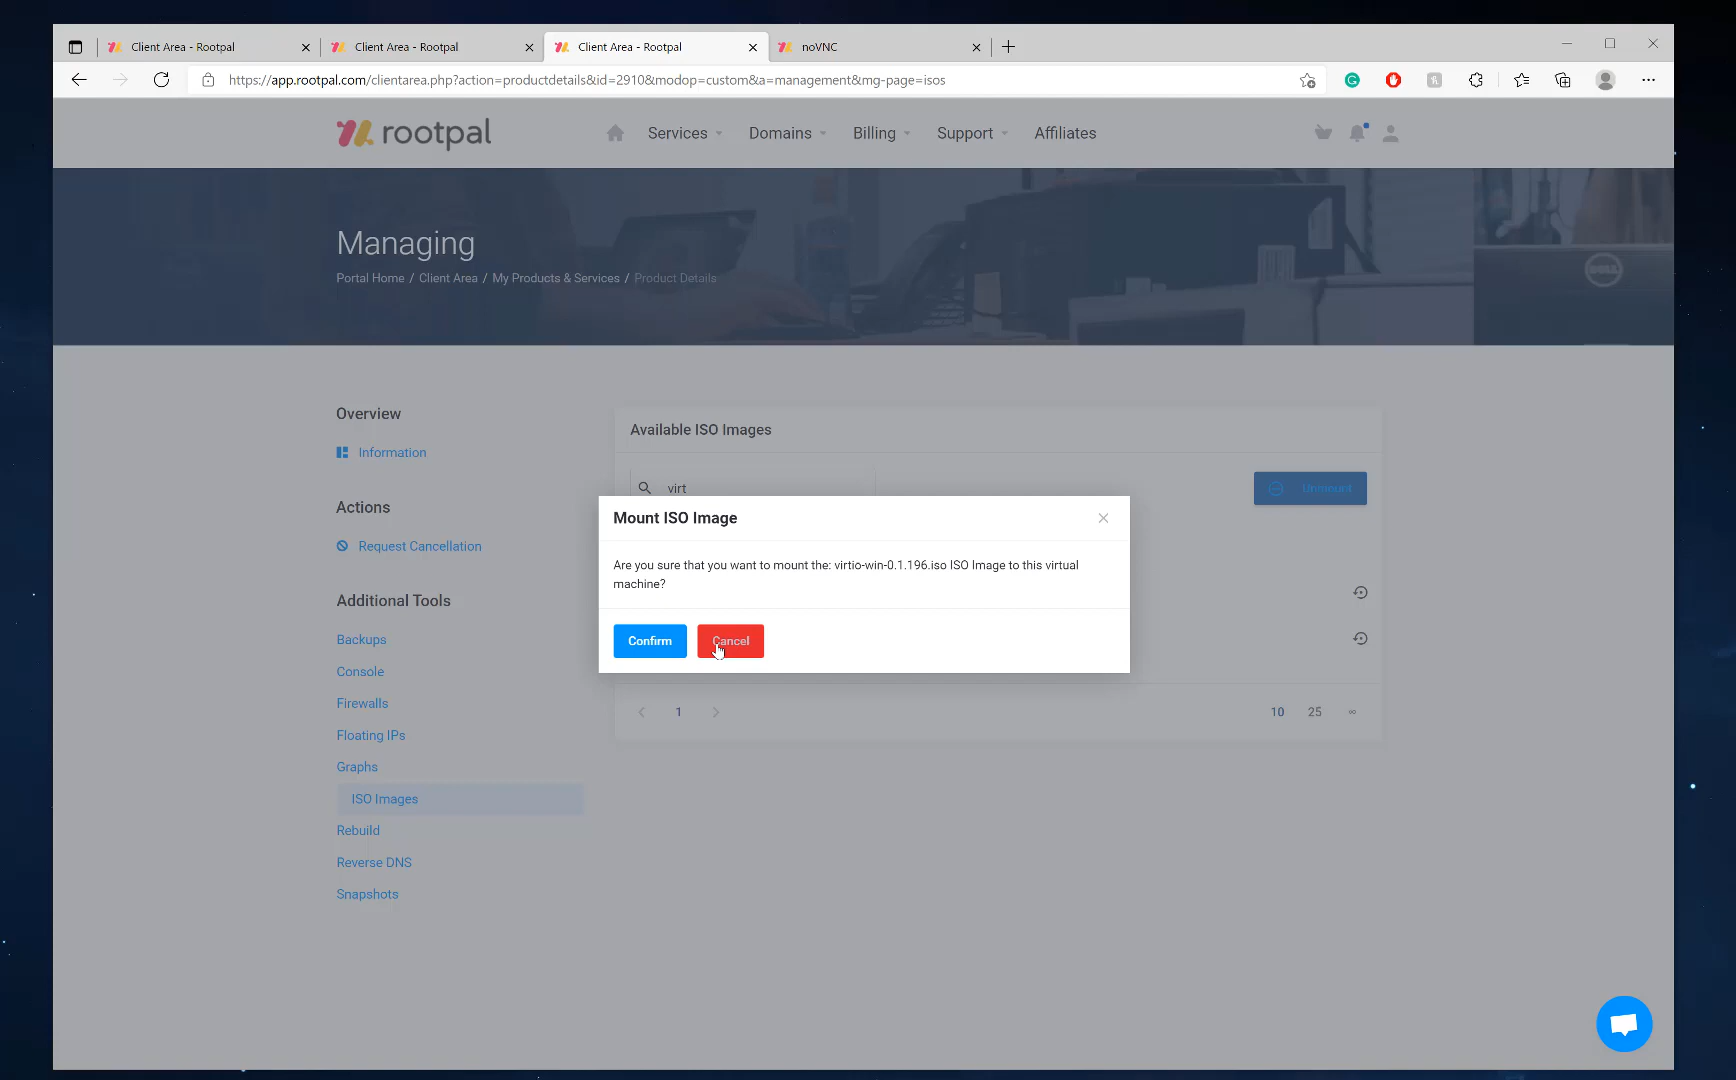 Client Area - Rootpal
Client Area - Rootpal
Client Area - Rootpal
noVNC
https://app.rootpal.com/clientarea.php?action=productdetails&id=2910&modop=custom&a=management&mg-page=isos
rootpal
Services
Domains
Billing
Support
Affiliates
Managing
Portal Home / Client Area / My Products & Services / Product Details
DELL
Overview
Information
Actions
Request Cancellation
Additional Tools
Backups
Console
Firewalls
Floating IPs
Graphs
ISO Images
Rebuild
Reverse DNS
Snapshots
Available ISO Images
virt
Unmount
Mount ISO Image
Are you sure that you want to mount the: virtio-win-0.1.196.iso ISO Image to this virtual
machine?
Confirm
Cancel
1
10
25
∞